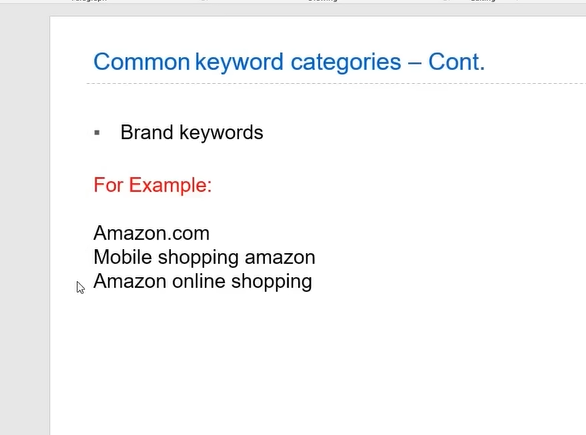 Common keyword categories – Cont.
▪ Brand keywords
For Example:
Amazon.com
Mobile shopping amazon
Amazon online shopping